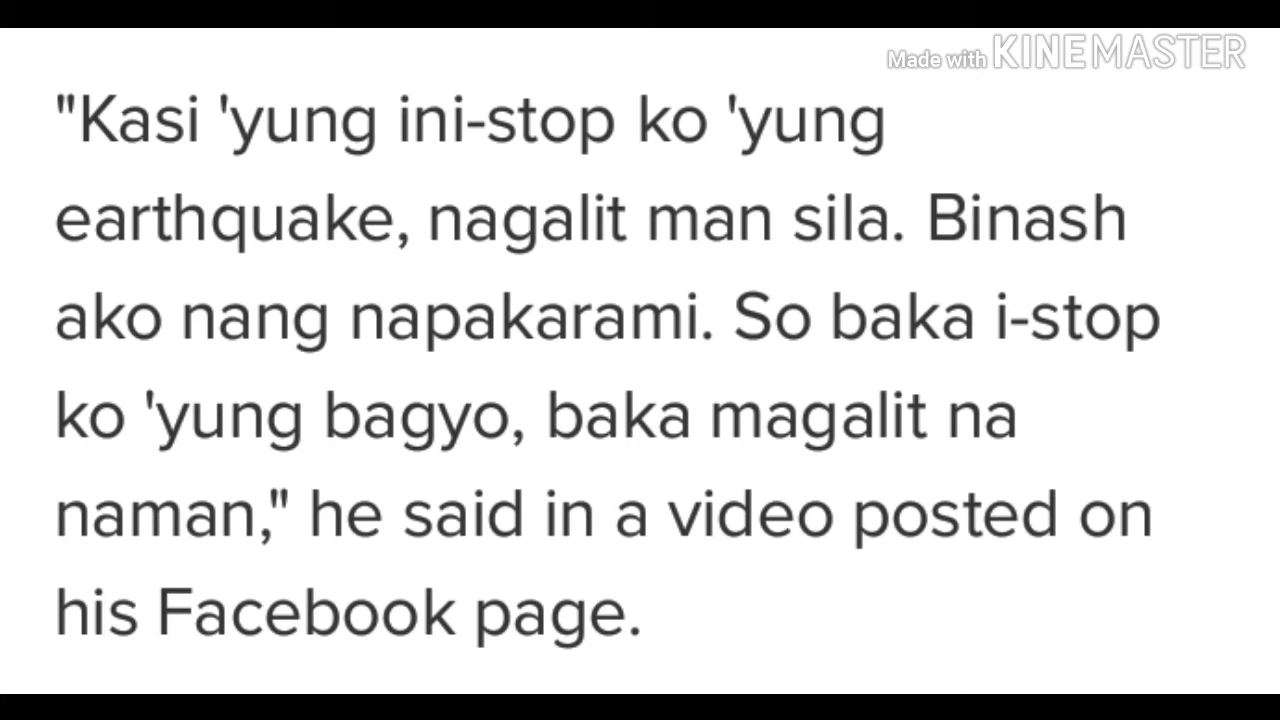 Made with KINEMASTER
"Kasi 'yung ini-stop ko 'yung
earthquake, nagalit man sila. Binash
ako nang napakarami. So baka i-stop
ko 'yung bagyo, baka magalit na
naman," he said in a video posted on
his Facebook page.